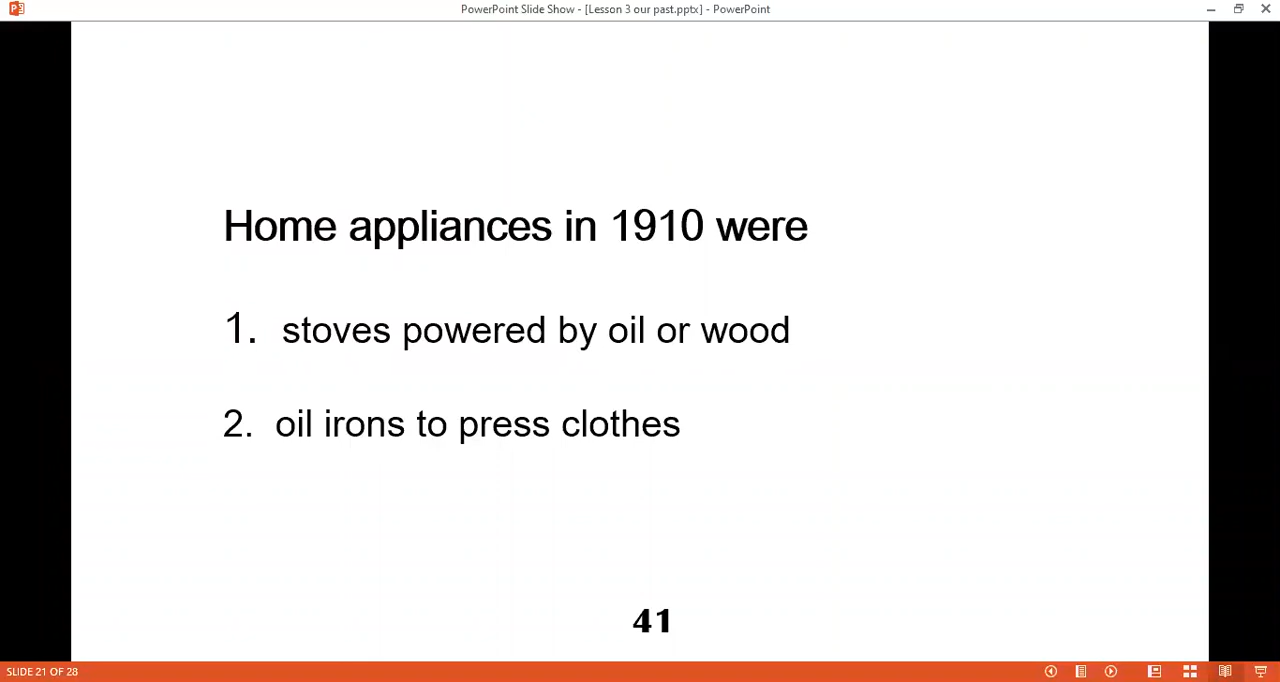 PowerPoint Slide Show - [Lesson 3 our past.pptx] - PowerPoint
Home appliances in 1910 were
1. stoves powered by oil or wood
2. oil irons to press clothes
41
SLIDE 21 OF 28